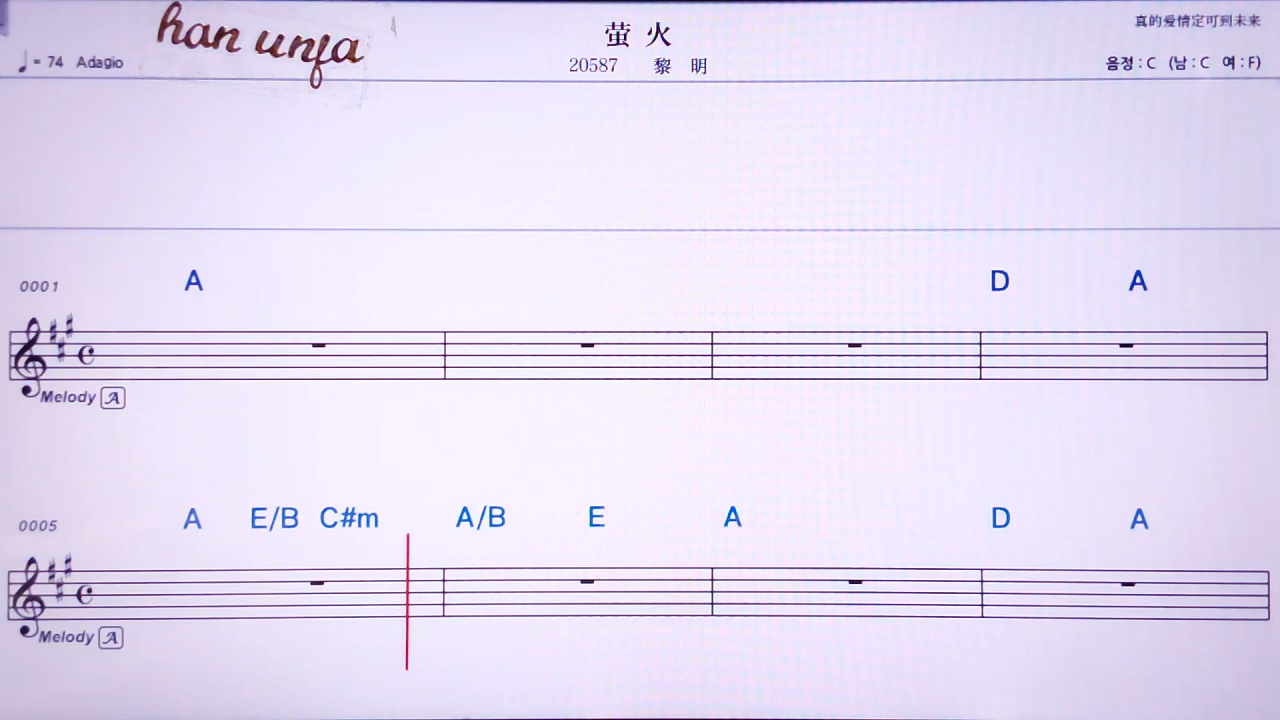 han unfa
萤火
真的爱情定可到未来
♩= 74 Adagio
20587 黎 明
음정 : C (남 : C 여 : F)
0001 A D A
Melody A
0005 A E/B C#m A/B E A D A
Melody A